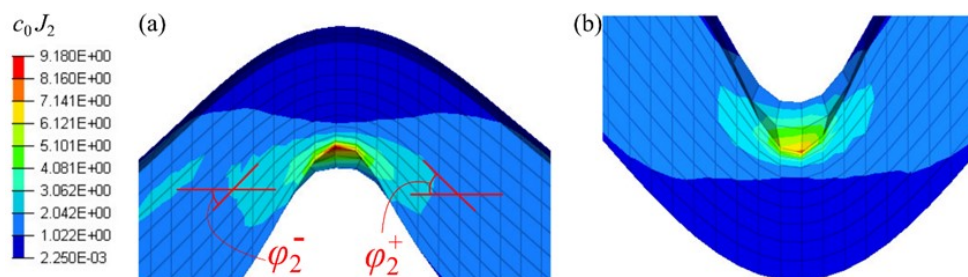 c₀J₂
9.180E+00
8.160E+00
7.141E+00
6.121E+00
5.101E+00
4.081E+00
3.062E+00
2.042E+00
1.022E+00
2.250E-03
(a)
φ₂⁻
φ₂⁺
(b)